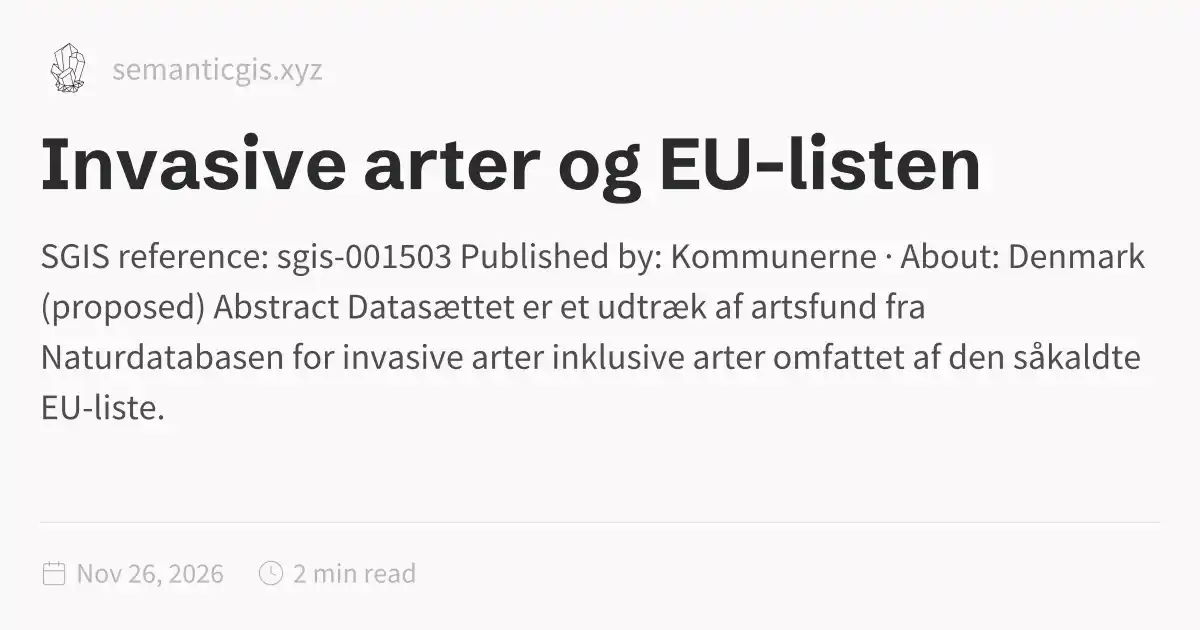 semanticgis.xyz
Invasive arter og EU-listen
SGIS reference: sgis-001503 Published by: Kommunerne · About: Denmark
(proposed) Abstract Datasættet er et udtræk af artsfund fra
Naturdatabasen for invasive arter inklusive arter omfattet af den såkaldte
EU-liste.
Nov 26, 2026 2 min read